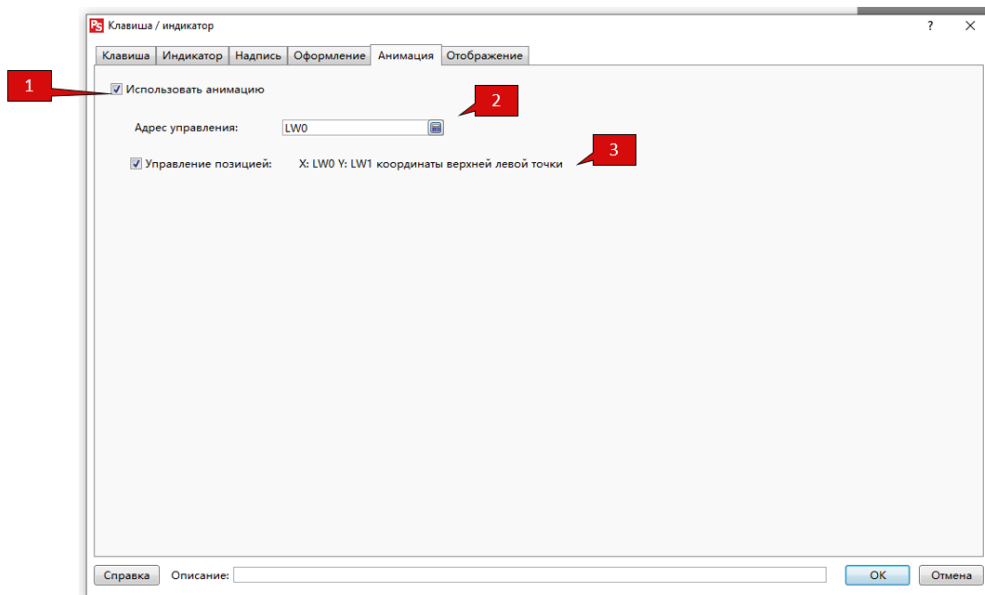 PS Клавиша / индикатор ? ×
Клавиша Индикатор Надпись Оформление Анимация Отображение
1
Использовать анимацию
2
Адрес управления: LW0
3
Управление позицией: X: LW0 Y: LW1 координаты верхней левой точки
Справка Описание: OK Отмена